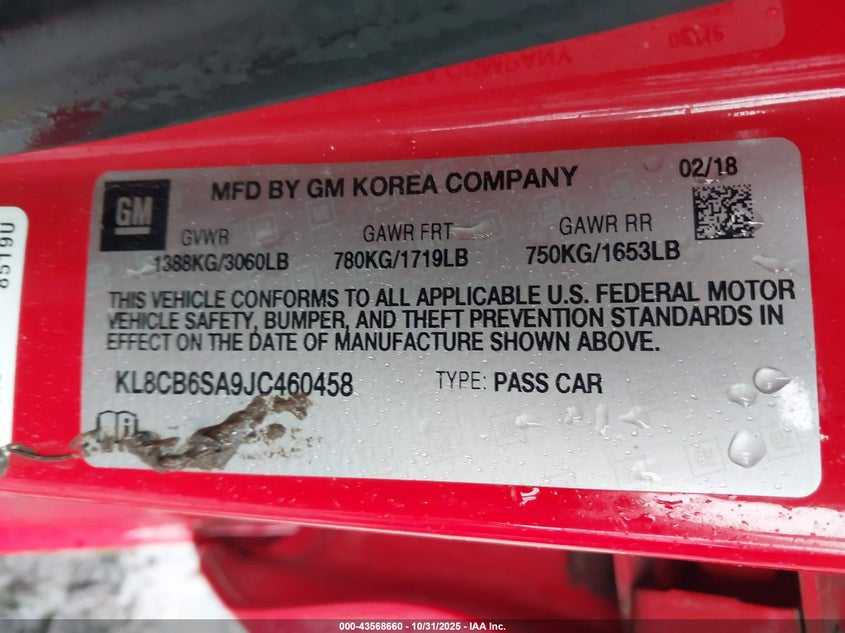 MFD BY GM KOREA COMPANY
02/18
GM
GVWR
GAWR FRT
GAWR RR
1388KG/3060LB
780KG/1719LB
750KG/1653LB
THIS VEHICLE CONFORMS TO ALL APPLICABLE U.S. FEDERAL MOTOR
VEHICLE SAFETY, BUMPER, AND THEFT PREVENTION STANDARDS IN
EFFECT ON THE DATE OF MANUFACTURE SHOWN ABOVE.
KL8CB6SA9JC460458
TYPE: PASS CAR
8519U
000-43568660 - 10/31/2025 - IAA Inc.